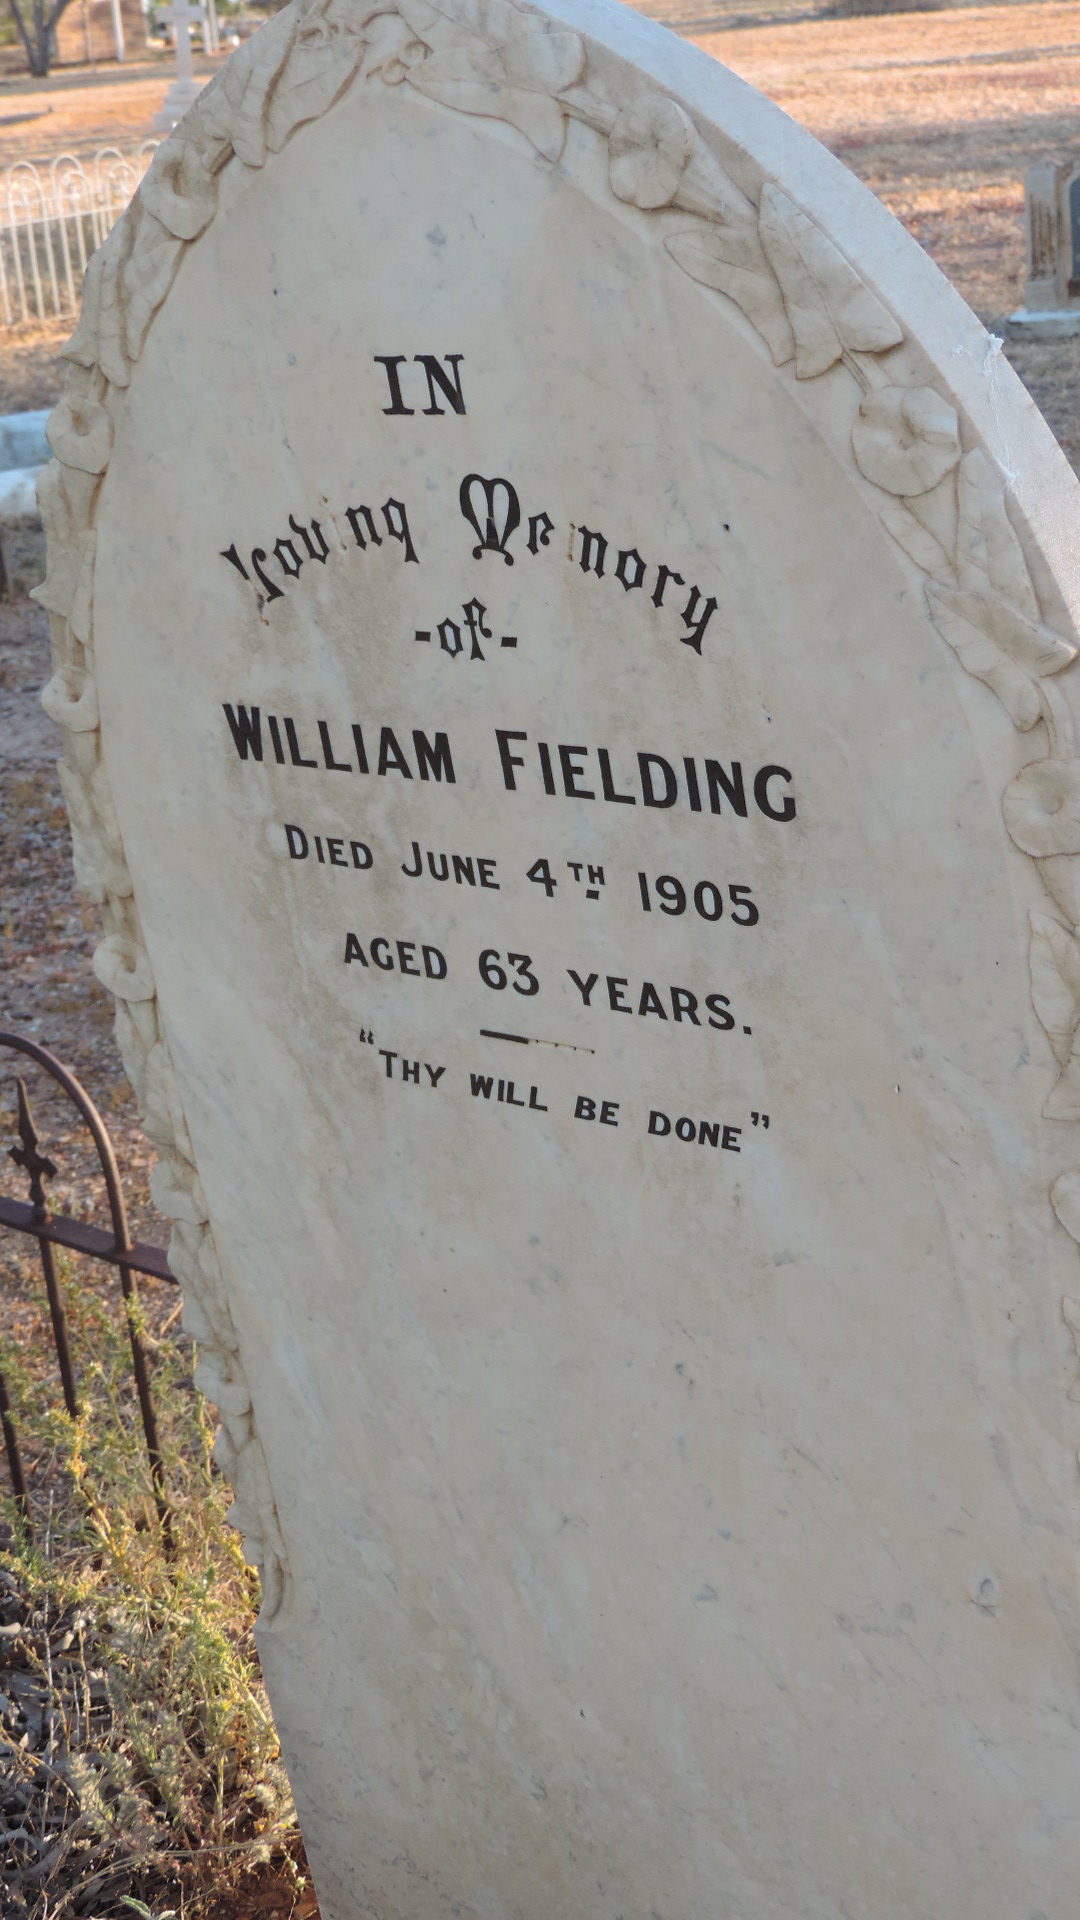 IN
Loving Memory
-of-
WILLIAM FIELDING
DIED JUNE 4TH 1905
AGED 63 YEARS.
"THY WILL BE DONE"